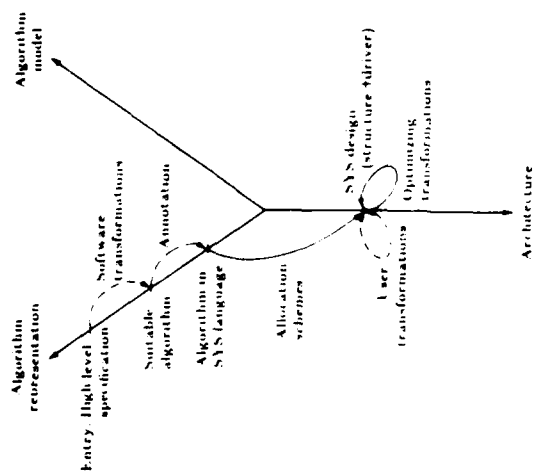 Algorithm
representation
Algorithm
model
Entry: High level
specification
Software
transformations
Suitable
algorithm
Annotation
Algorithm in
SYS language
Allocation
schemes
SYS design
(structure +driver)
User
transformations
Optimizing
transformations
Architecture